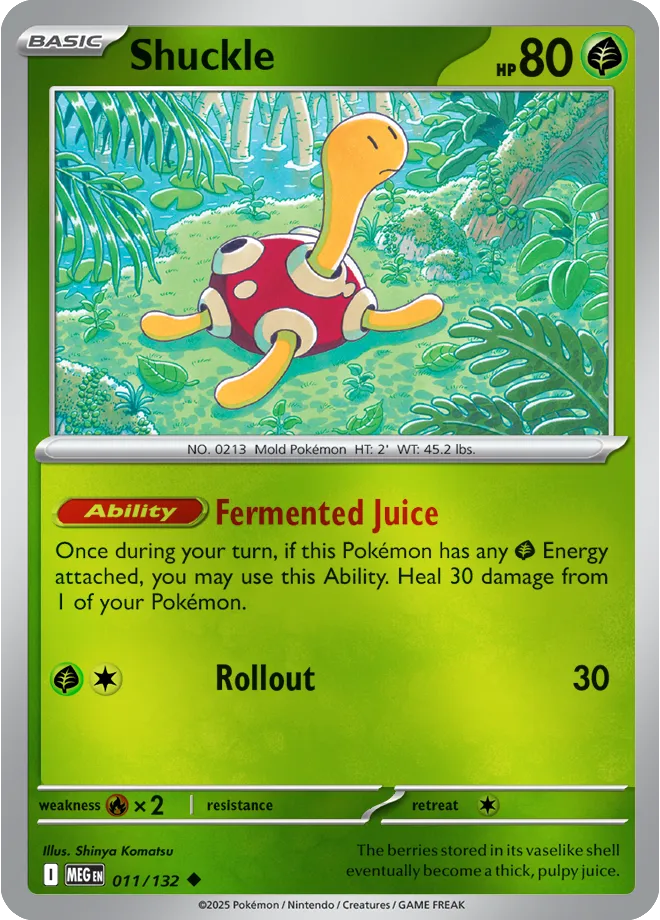 BASIC
Shuckle
HP 80
NO. 0213 Mold Pokémon HT: 2' WT: 45.2 lbs.
Ability Fermented Juice
Once during your turn, if this Pokémon has any Energy
attached, you may use this Ability. Heal 30 damage from
1 of your Pokémon.
Rollout 30
weakness ×2 resistance retreat
Illus. Shinya Komatsu
The berries stored in its vaselike shell
eventually become a thick, pulpy juice.
I MEG EN 011/132
©2025 Pokémon / Nintendo / Creatures / GAME FREAK